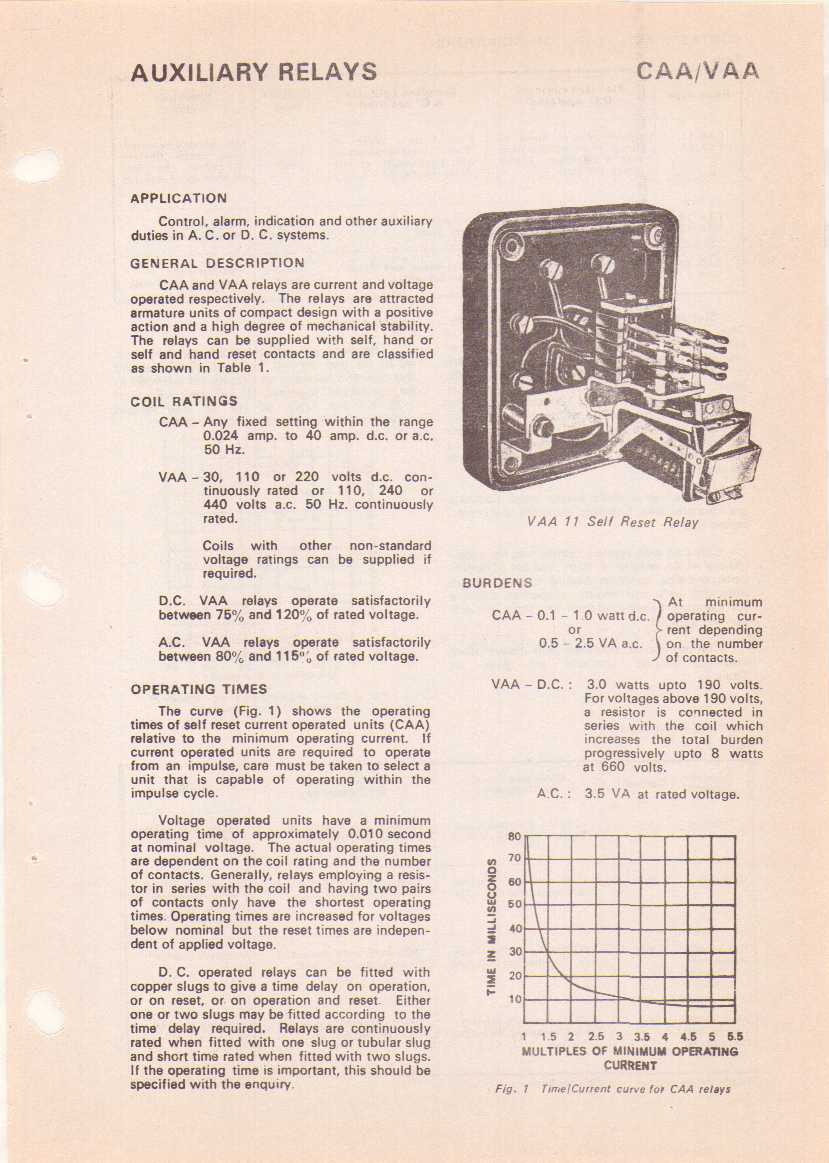 AUXILIARY RELAYS
CAA/VAA
APPLICATION
Control, alarm, indication and other auxiliary
duties in A. C. or D. C. systems.
GENERAL DESCRIPTION
CAA and VAA relays are current and voltage
operated respectively. The relays are attracted
armature units of compact design with a positive
action and a high degree of mechanical stability.
The relays can be supplied with self, hand or
self and hand reset contacts and are classified
as shown in Table 1.
COIL RATINGS
CAA – Any fixed setting within the range
0.024 amp. to 40 amp. d.c. or a.c.
50 Hz.
VAA – 30, 110 or 220 volts d.c. con-
tinuously rated or 110, 240 or
440 volts a.c. 50 Hz. continuously
rated.
Coils with other non-standard
voltage ratings can be supplied if
required.
D.C. VAA relays operate satisfactorily
between 75% and 120% of rated voltage.
A.C. VAA relays operate satisfactorily
between 80% and 115% of rated voltage.
OPERATING TIMES
The curve (Fig. 1) shows the operating
times of self reset current operated units (CAA)
relative to the minimum operating current. If
current operated units are required to operate
from an impulse, care must be taken to select a
unit that is capable of operating within the
impulse cycle.
Voltage operated units have a minimum
operating time of approximately 0.010 second
at nominal voltage. The actual operating times
are dependent on the coil rating and the number
of contacts. Generally, relays employing a resis-
tor in series with the coil and having two pairs
of contacts only have the shortest operating
times. Operating times are increased for voltages
below nominal but the reset times are indepen-
dent of applied voltage.
D. C. operated relays can be fitted with
copper slugs to give a time delay on operation,
or on reset, or on operation and reset. Either
one or two slugs may be fitted according to the
time delay required. Relays are continuously
rated when fitted with one slug or tubular slug
and short time rated when fitted with two slugs.
If the operating time is important, this should be
specified with the enquiry.
VAA 11 Self Reset Relay
BURDENS
CAA – 0.1 – 1.0 watt d.c.
or
0.5 – 2.5 VA a.c.
At minimum
operating cur-
rent depending
on the number
of contacts.
VAA – D.C. : 3.0 watts upto 190 volts.
For voltages above 190 volts,
a resistor is connected in
series with the coil which
increases the total burden
progressively upto 8 watts
at 660 volts.
A.C. : 3.5 VA at rated voltage.
TIME IN MILLISECONDS
80
70
60
50
40
30
20
10
1 1.5 2 2.5 3 3.5 4 4.5 5 5.5
MULTIPLES OF MINIMUM OPERATING
CURRENT
Fig. 1 Time/Current curve for CAA relays